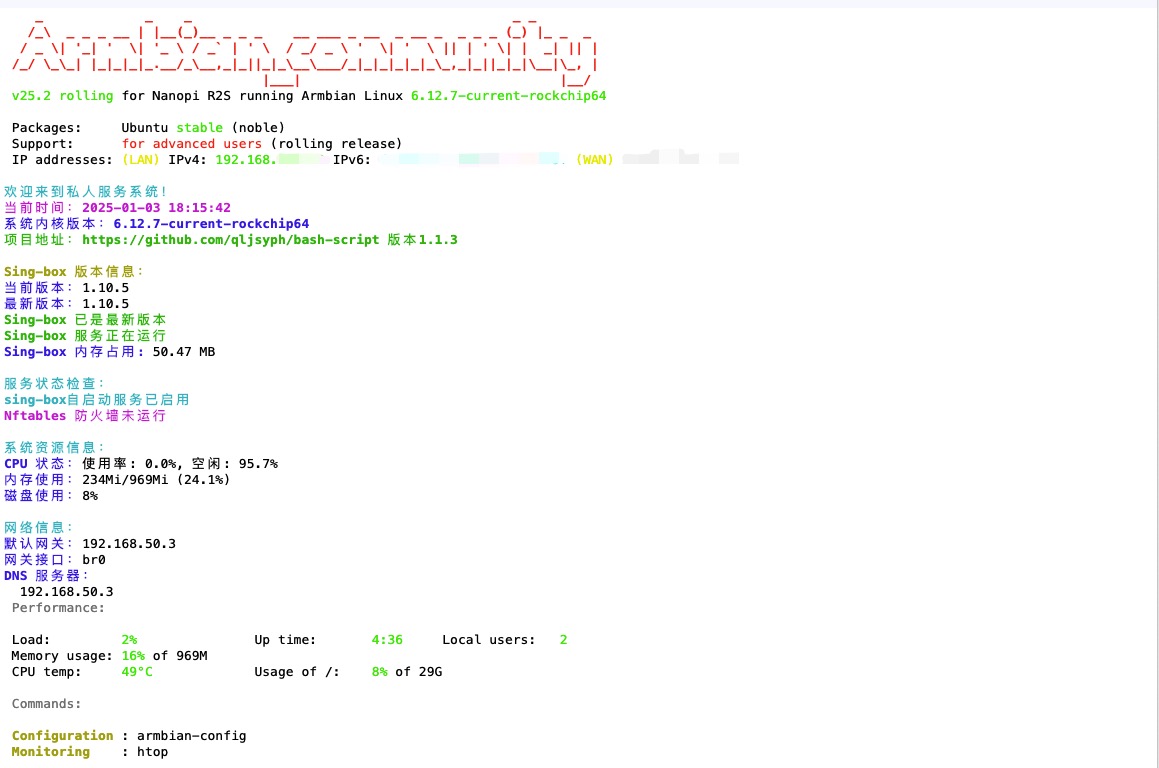 Armbian community
v25.2 rolling for Nanopi R2S running Armbian Linux 6.12.7-current-rockchip64
Packages: Ubuntu stable (noble)
Support: for advanced users (rolling release)
IP addresses: (LAN) IPv4: 192.168. IPv6: (WAN)
欢迎来到私人服务系统!
当前时间: 2025-01-03 18:15:42
系统内核版本: 6.12.7-current-rockchip64
项目地址: https://github.com/qljsyph/bash-script 版本1.1.3
Sing-box 版本信息:
当前版本: 1.10.5
最新版本: 1.10.5
Sing-box 已是最新版本
Sing-box 服务正在运行
Sing-box 内存占用: 50.47 MB
服务状态检查:
sing-box自启动服务已启用
Nftables 防火墙未运行
系统资源信息:
CPU 状态: 使用率: 0.0%, 空闲: 95.7%
内存使用: 234Mi/969Mi (24.1%)
磁盘使用: 8%
网络信息:
默认网关: 192.168.50.3
网关接口: br0
DNS 服务器:
192.168.50.3
Performance:
Load: 2% Up time: 4:36 Local users: 2
Memory usage: 16% of 969M
CPU temp: 49°C Usage of /: 8% of 29G
Commands:
Configuration : armbian-config
Monitoring : htop